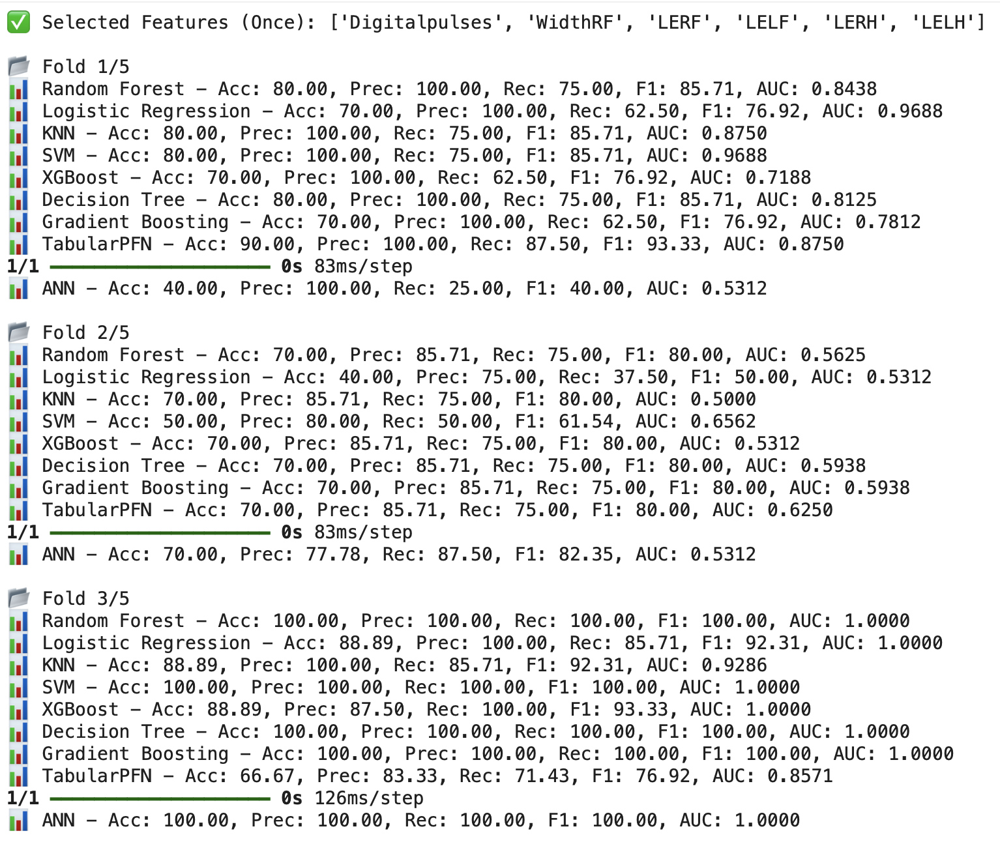 ✅ Selected Features (Once): ['Digitalpulses', 'WidthRF', 'LERF', 'LELF', 'LERH', 'LELH']
📂 Fold 1/5
📊 Random Forest – Acc: 80.00, Prec: 100.00, Rec: 75.00, F1: 85.71, AUC: 0.8438
📊 Logistic Regression – Acc: 70.00, Prec: 100.00, Rec: 62.50, F1: 76.92, AUC: 0.9688
📊 KNN – Acc: 80.00, Prec: 100.00, Rec: 75.00, F1: 85.71, AUC: 0.8750
📊 SVM – Acc: 80.00, Prec: 100.00, Rec: 75.00, F1: 85.71, AUC: 0.9688
📊 XGBoost – Acc: 70.00, Prec: 100.00, Rec: 62.50, F1: 76.92, AUC: 0.7188
📊 Decision Tree – Acc: 80.00, Prec: 100.00, Rec: 75.00, F1: 85.71, AUC: 0.8125
📊 Gradient Boosting – Acc: 70.00, Prec: 100.00, Rec: 62.50, F1: 76.92, AUC: 0.7812
📊 TabularPFN – Acc: 90.00, Prec: 100.00, Rec: 87.50, F1: 93.33, AUC: 0.8750
1/1 ━━━━━━━━━━━━━━━━━━━━ 0s 83ms/step
📊 ANN – Acc: 40.00, Prec: 100.00, Rec: 25.00, F1: 40.00, AUC: 0.5312
📂 Fold 2/5
📊 Random Forest – Acc: 70.00, Prec: 85.71, Rec: 75.00, F1: 80.00, AUC: 0.5625
📊 Logistic Regression – Acc: 40.00, Prec: 75.00, Rec: 37.50, F1: 50.00, AUC: 0.5312
📊 KNN – Acc: 70.00, Prec: 85.71, Rec: 75.00, F1: 80.00, AUC: 0.5000
📊 SVM – Acc: 50.00, Prec: 80.00, Rec: 50.00, F1: 61.54, AUC: 0.6562
📊 XGBoost – Acc: 70.00, Prec: 85.71, Rec: 75.00, F1: 80.00, AUC: 0.5312
📊 Decision Tree – Acc: 70.00, Prec: 85.71, Rec: 75.00, F1: 80.00, AUC: 0.5938
📊 Gradient Boosting – Acc: 70.00, Prec: 85.71, Rec: 75.00, F1: 80.00, AUC: 0.5938
📊 TabularPFN – Acc: 70.00, Prec: 85.71, Rec: 75.00, F1: 80.00, AUC: 0.6250
1/1 ━━━━━━━━━━━━━━━━━━━━ 0s 83ms/step
📊 ANN – Acc: 70.00, Prec: 77.78, Rec: 87.50, F1: 82.35, AUC: 0.5312
📂 Fold 3/5
📊 Random Forest – Acc: 100.00, Prec: 100.00, Rec: 100.00, F1: 100.00, AUC: 1.0000
📊 Logistic Regression – Acc: 88.89, Prec: 100.00, Rec: 85.71, F1: 92.31, AUC: 1.0000
📊 KNN – Acc: 88.89, Prec: 100.00, Rec: 85.71, F1: 92.31, AUC: 0.9286
📊 SVM – Acc: 100.00, Prec: 100.00, Rec: 100.00, F1: 100.00, AUC: 1.0000
📊 XGBoost – Acc: 88.89, Prec: 87.50, Rec: 100.00, F1: 93.33, AUC: 1.0000
📊 Decision Tree – Acc: 100.00, Prec: 100.00, Rec: 100.00, F1: 100.00, AUC: 1.0000
📊 Gradient Boosting – Acc: 100.00, Prec: 100.00, Rec: 100.00, F1: 100.00, AUC: 1.0000
📊 TabularPFN – Acc: 66.67, Prec: 83.33, Rec: 71.43, F1: 76.92, AUC: 0.8571
1/1 ━━━━━━━━━━━━━━━━━━━━ 0s 126ms/step
📊 ANN – Acc: 100.00, Prec: 100.00, Rec: 100.00, F1: 100.00, AUC: 1.0000